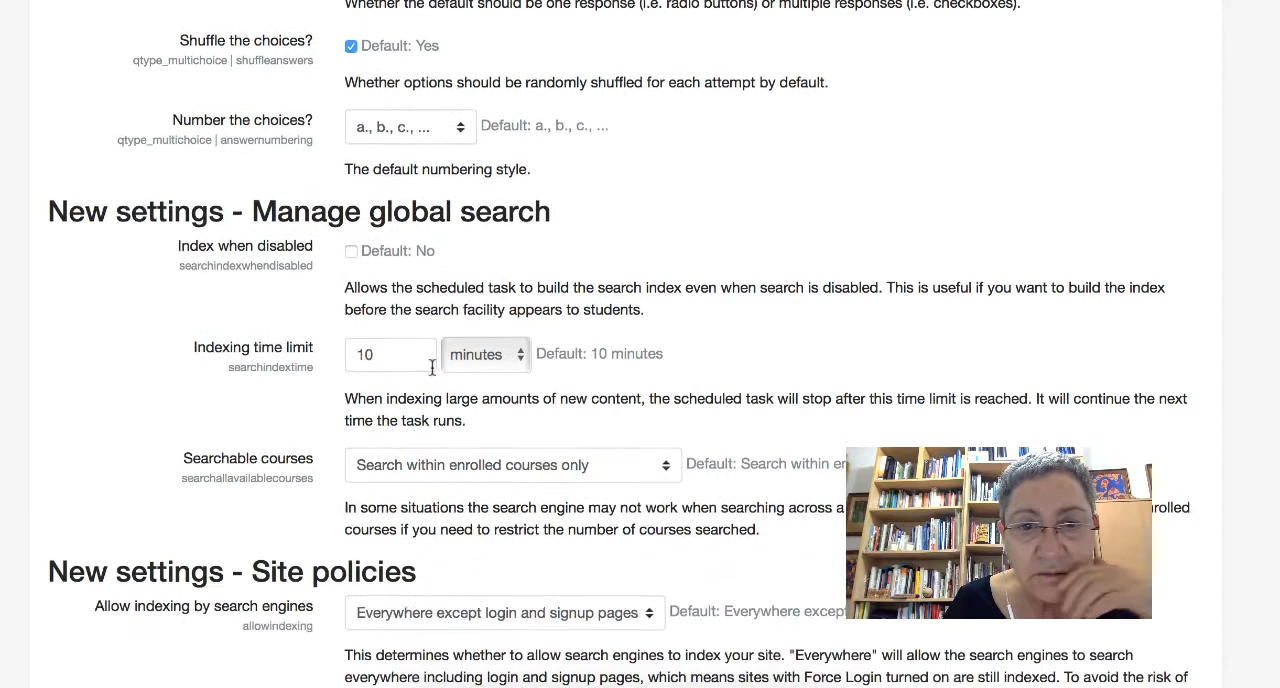 Whether the default should be one response (i.e. radio buttons) or multiple responses (i.e. checkboxes).
Shuffle the choices?
Default: Yes
qtype_multichoice | shuffleanswers
Whether options should be randomly shuffled for each attempt by default.
Number the choices?
a., b., c., ...
Default: a., b., c., ...
qtype_multichoice | answernumbering
The default numbering style.
New settings - Manage global search
Index when disabled
Default: No
searchindexwhendisabled
Allows the scheduled task to build the search index even when search is disabled. This is useful if you want to build the index
before the search facility appears to students.
Indexing time limit
10
minutes
Default: 10 minutes
searchindextime
When indexing large amounts of new content, the scheduled task will stop after this time limit is reached. It will continue the next
time the task runs.
Searchable courses
Search within enrolled courses only
Default: Search within er
searchallavailablecourses
In some situations the search engine may not work when searching across a
rolled
courses if you need to restrict the number of courses searched.
New settings - Site policies
Allow indexing by search engines
Everywhere except login and signup pages
Default: Everywhere except
allowindexing
This determines whether to allow search engines to index your site. "Everywhere" will allow the search engines to search
everywhere including login and signup pages, which means sites with Force Login turned on are still indexed. To avoid the risk of